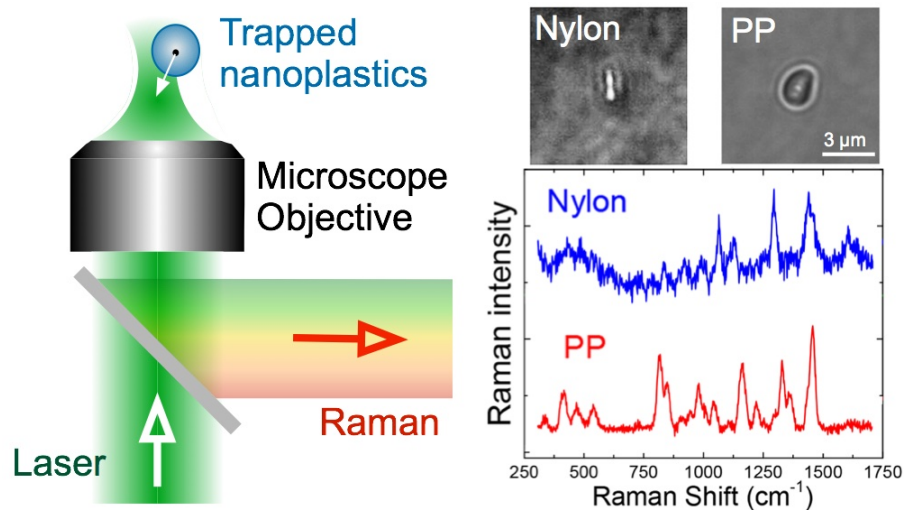 Trapped
nanoplastics
Microscope
Objective
Raman
Laser
Nylon
PP
3 µm
Nylon
PP
Raman intensity
250 500 750 1000 1250 1500 1750
Raman Shift (cm⁻¹)